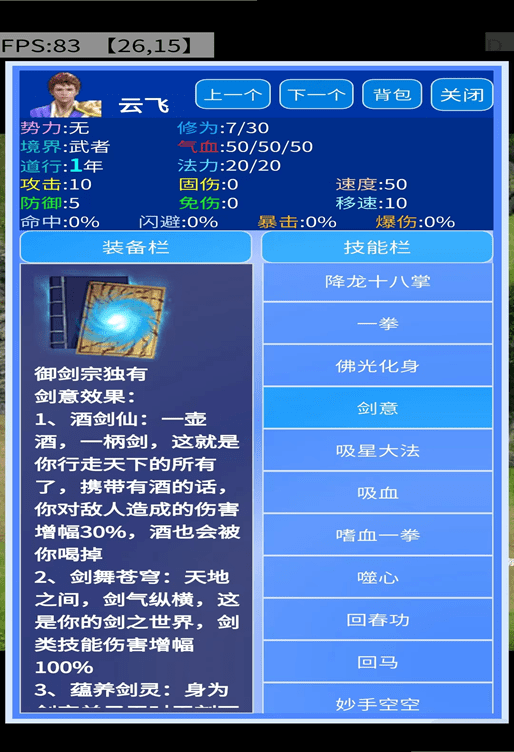 FPS:83 【26,15】
云飞 上一个 下一个 背包 关闭
势力:无 修为:7/30
境界:武者 气血:50/50/50
道行:1年 法力:20/20
攻击:10 固伤:0 速度:50
防御:5 免伤:0 移速:10
命中:0% 闪避:0% 暴击:0% 爆伤:0%
装备栏 技能栏
御剑宗独有
剑意效果：
1、酒剑仙：一壶
酒，一柄剑，这就是
你行走天下的所有
了，携带有酒的话，
你对敌人造成的伤害
增幅30%，酒也会被
你喝掉
2、剑舞苍穹：天地
之间，剑气纵横，这
是你的剑之世界，剑
类技能伤害增幅
100%
3、蕴养剑灵：身为
降龙十八掌
一拳
佛光化身
剑意
吸星大法
吸血
嗜血一拳
噬心
回春功
回马
妙手空空